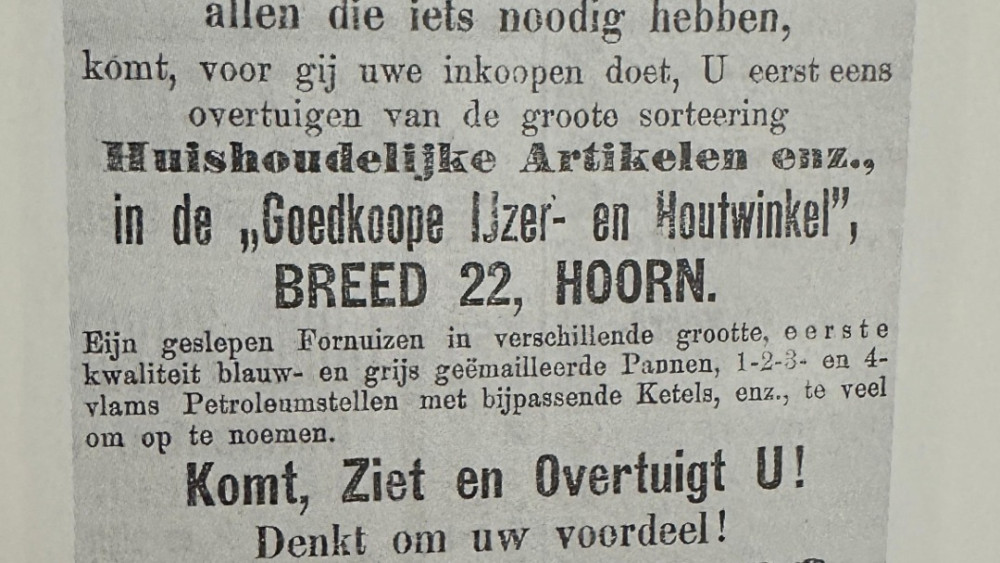 allen die iets noodig hebben,
komt, voor gij uwe inkoopen doet, U eerst eens
overtuigen van de groote sorteering
Huishoudelijke Artikelen enz.,
in de „Goedkoope IJzer- en Houtwinkel”,
BREED 22, HOORN.
Eijn geslepen Fornuizen in verschillende grootte, eerste
kwaliteit blauw- en grijs geëmailleerde Pannen, 1-2-3- en 4-
vlams Petroleumstellen met bijpassende Ketels, enz., te veel
om op te noemen.
Komt, Ziet en Overtuigt U!
Denkt om uw voordeel!